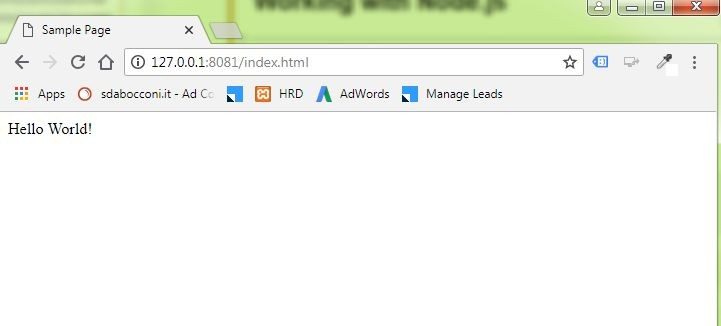 Working with Node.js
Sample Page
127.0.0.1:8081/index.html
Apps sdabocconi.it - Ad Co HRD AdWords Manage Leads
Hello World!